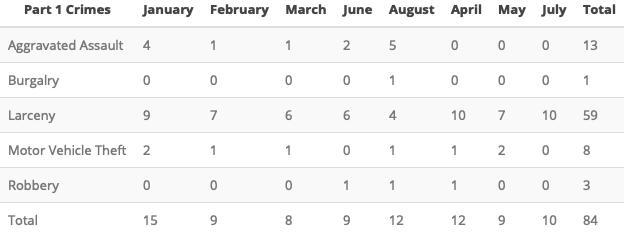 Part 1 Crimes January February March June August April May July Total
Aggravated Assault 4 1 1 2 5 0 0 0 13
Burgalry 0 0 0 0 1 0 0 0 1
Larceny 9 7 6 6 4 10 7 10 59
Motor Vehicle Theft 2 1 1 0 1 1 2 0 8
Robbery 0 0 0 1 1 1 0 0 3
Total 15 9 8 9 12 12 9 10 84